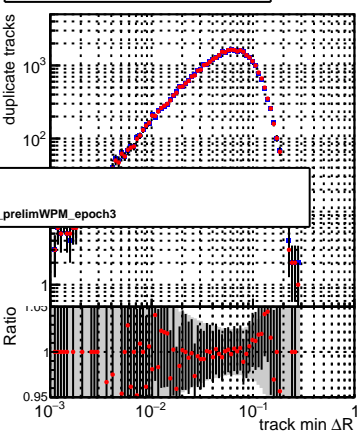 duplicate tracks
10³
10²
_prelimWPM_epoch3
1
1.05
Ratio
1
0.95
10⁻³ 10⁻² 10⁻¹ 1
track min ΔR